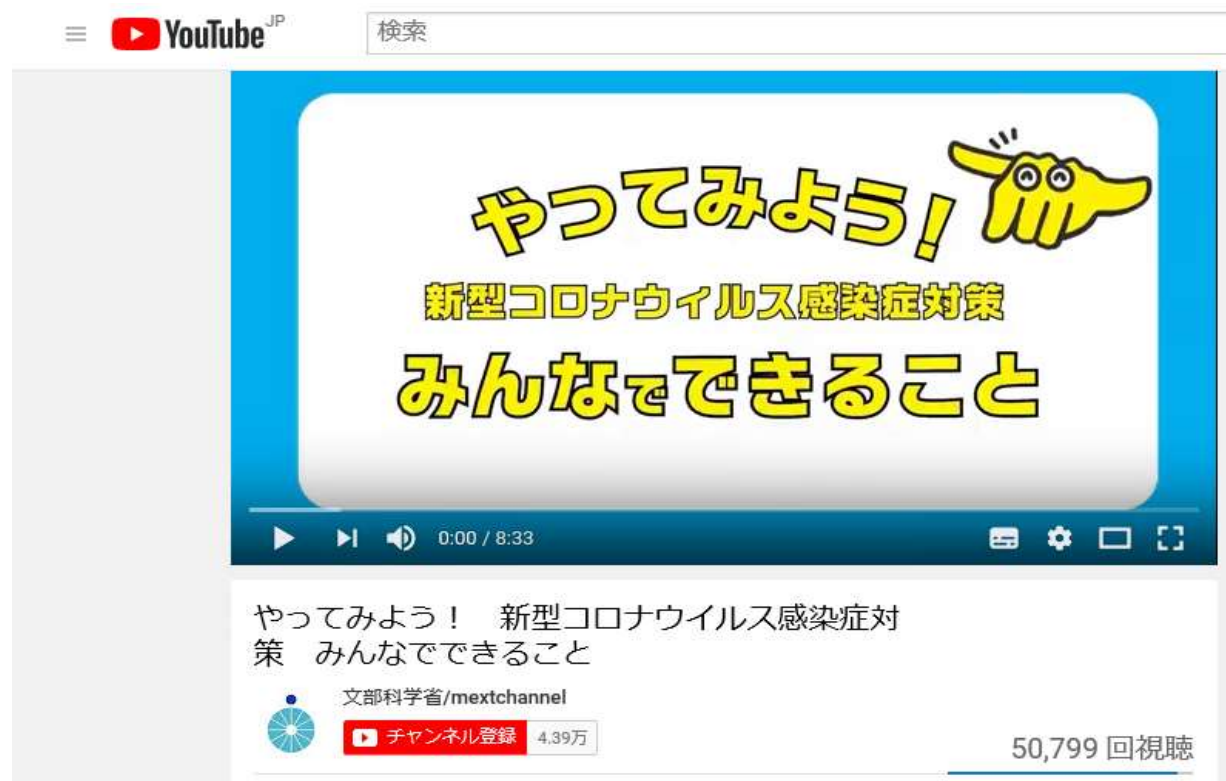 YouTube JP
検索
やってみよう!
新型コロナウィルス感染症対策
みんなでできること
0:00 / 8:33
やってみよう！　新型コロナウイルス感染症対
策　みんなでできること
文部科学省/mextchannel
チャンネル登録 4.39万
50,799 回視聴